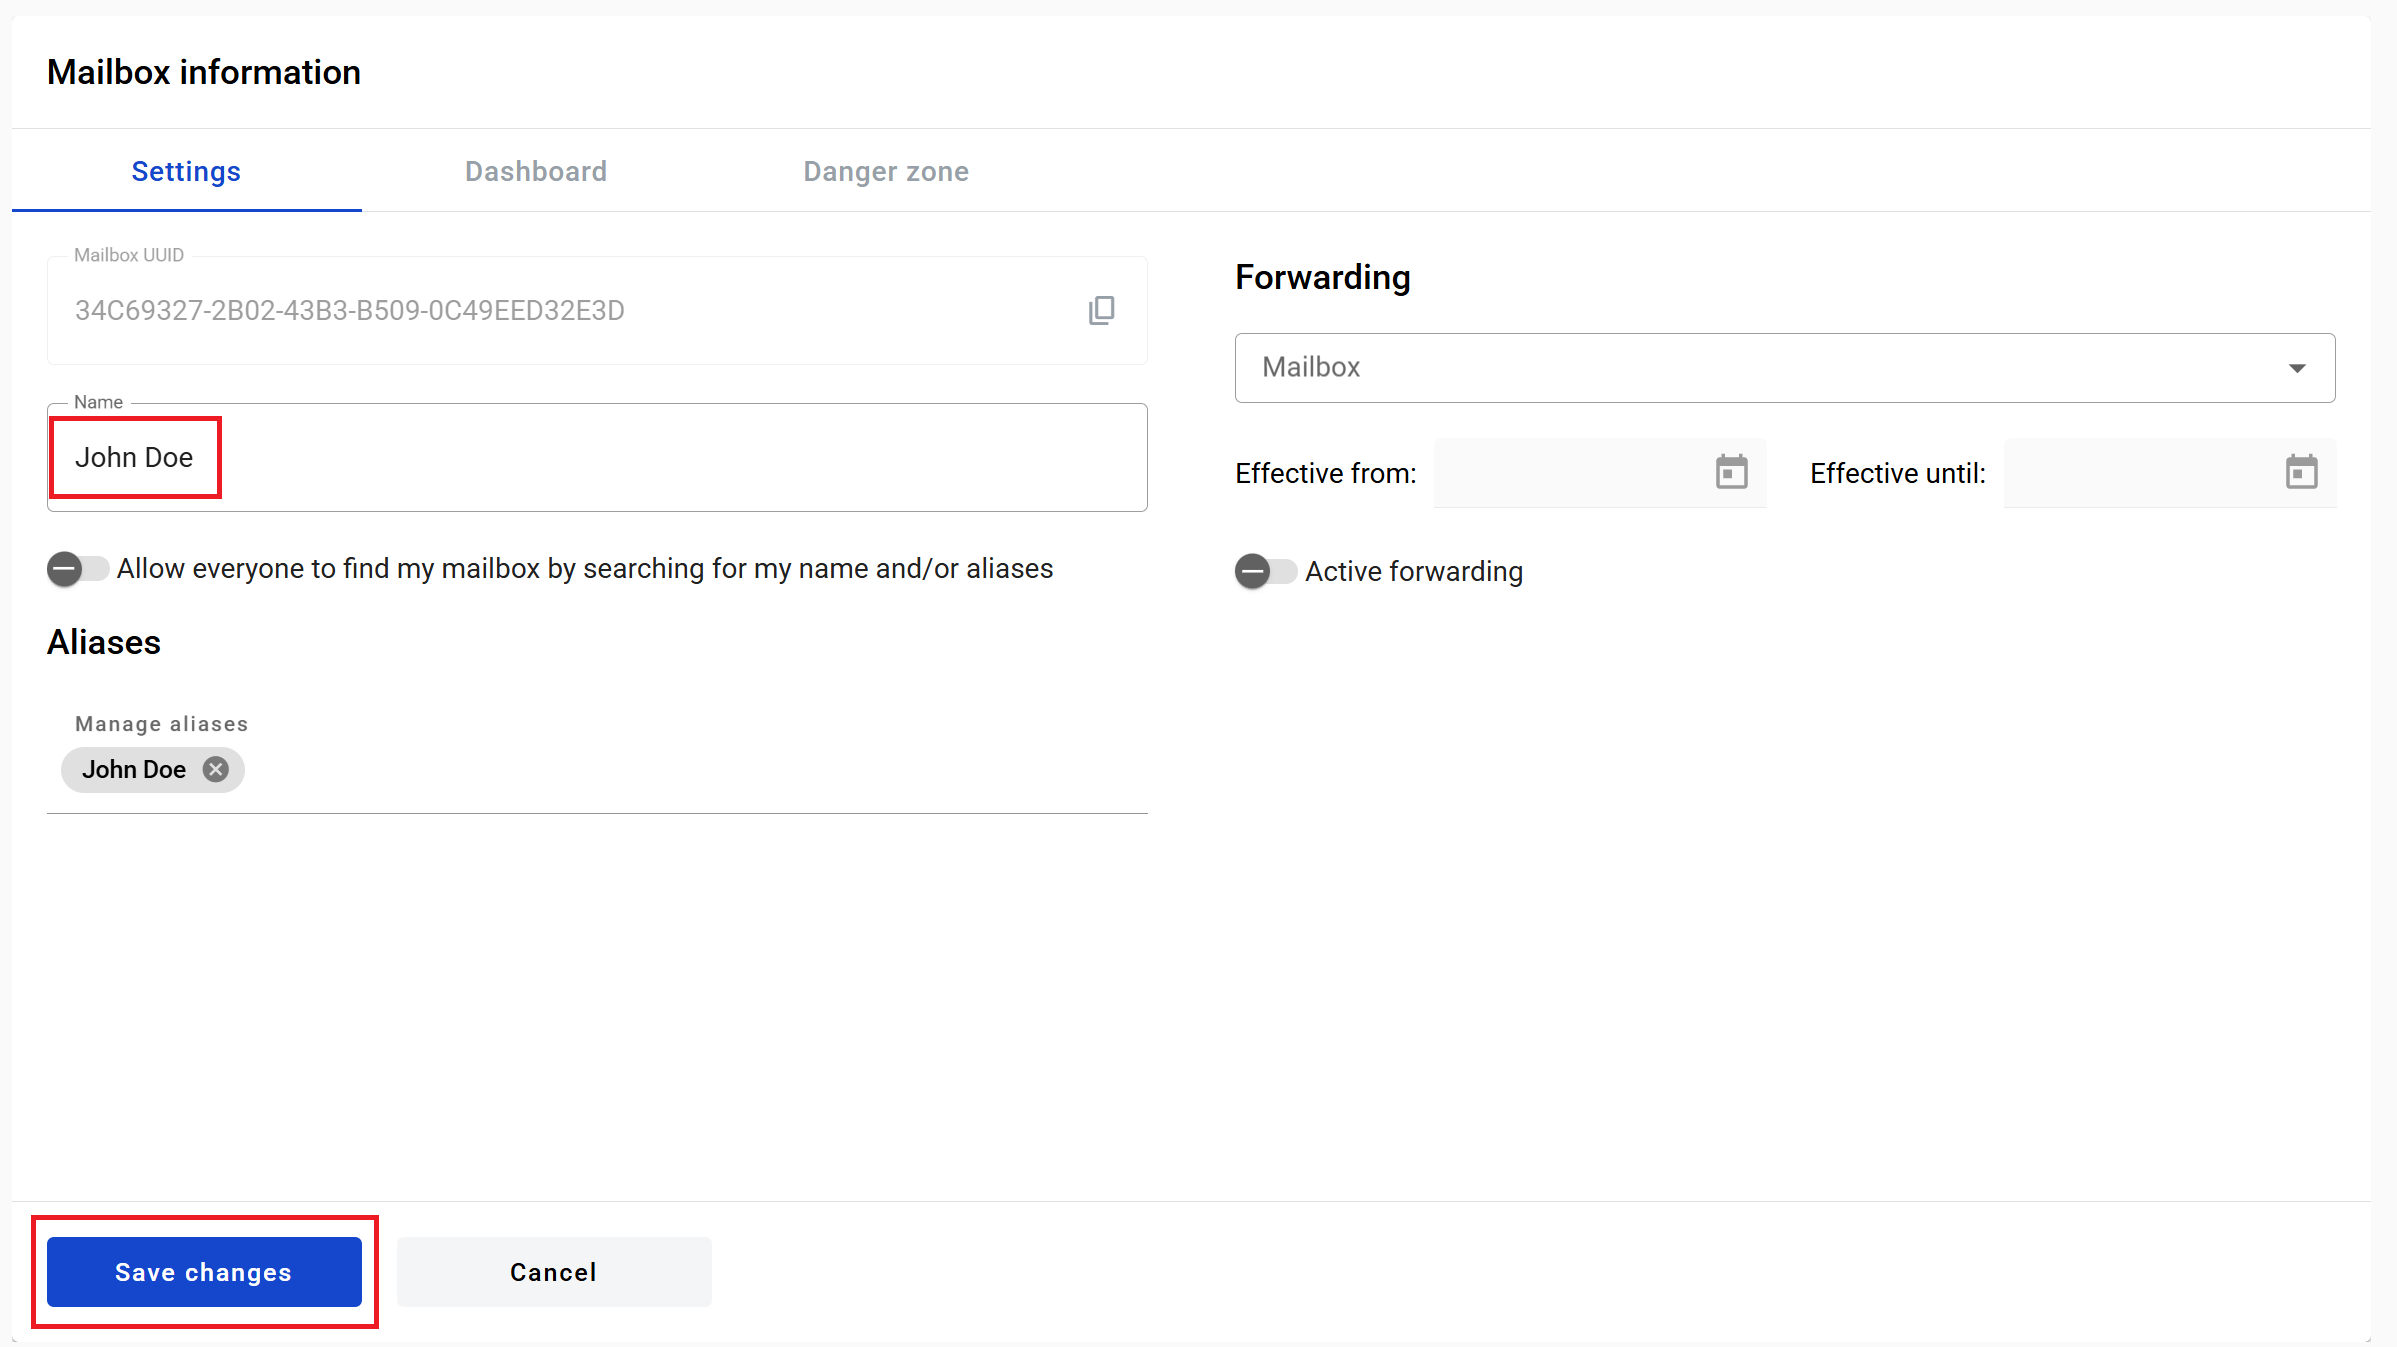 Mailbox information
Settings
Dashboard
Danger zone
Mailbox UUID
34C69327-2B02-43B3-B509-0C49EED32E3D
Name
John Doe
Allow everyone to find my mailbox by searching for my name and/or aliases
Aliases
Manage aliases
John Doe
Forwarding
Mailbox
Effective from:
Effective until:
Active forwarding
Save changes
Cancel